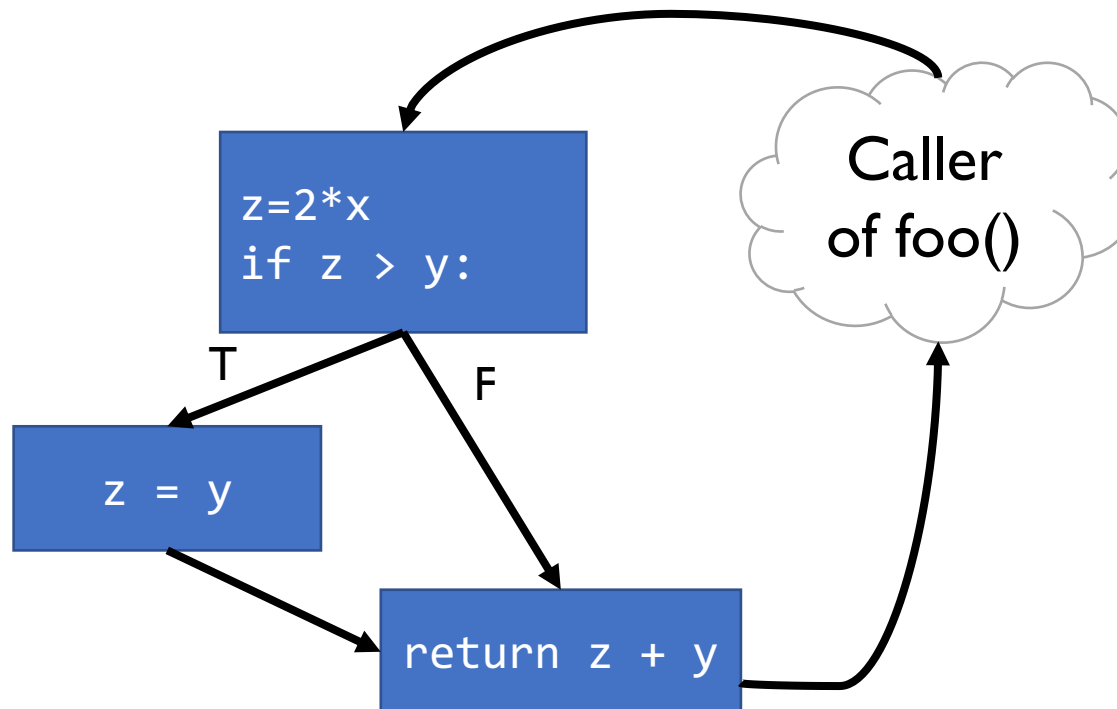 Caller
of foo()
z=2*x
if z > y:
T
F
z = y
return z + y